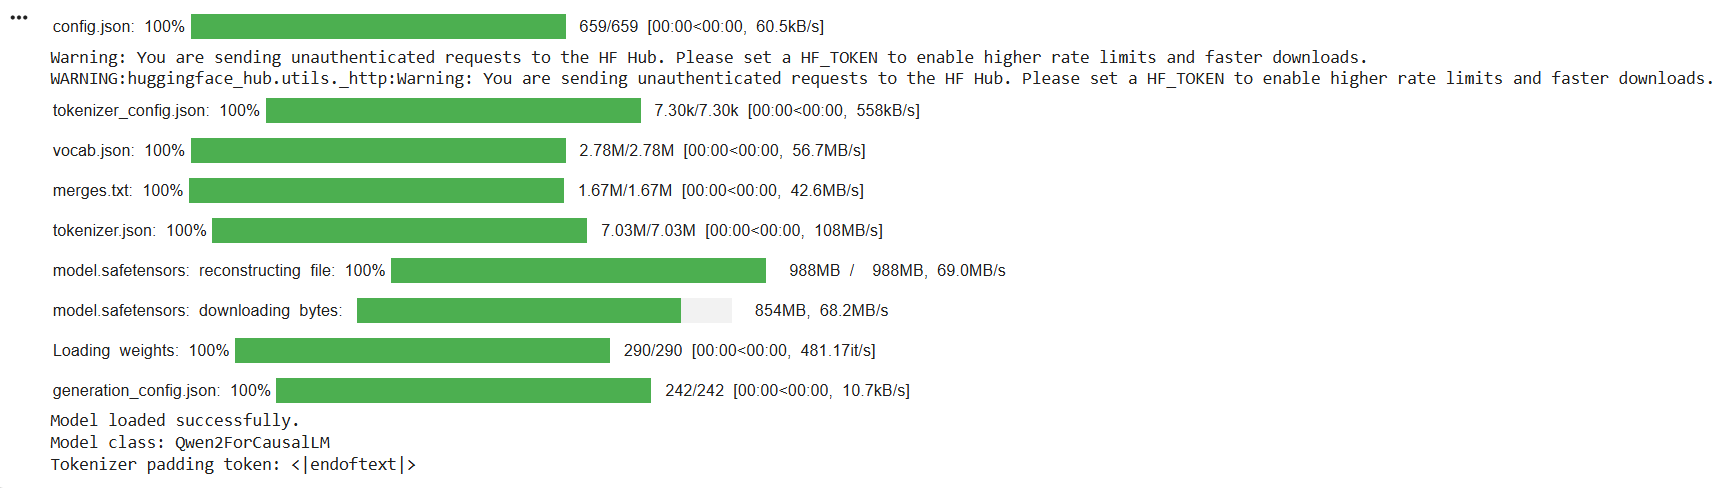 config.json: 100% 659/659 [00:00<00:00, 60.5kB/s]
Warning: You are sending unauthenticated requests to the HF Hub. Please set a HF_TOKEN to enable higher rate limits and faster downloads.
WARNING:huggingface_hub.utils._http:Warning: You are sending unauthenticated requests to the HF Hub. Please set a HF_TOKEN to enable higher rate limits and faster downloads.
tokenizer_config.json: 100% 7.30k/7.30k [00:00<00:00, 558kB/s]
vocab.json: 100% 2.78M/2.78M [00:00<00:00, 56.7MB/s]
merges.txt: 100% 1.67M/1.67M [00:00<00:00, 42.6MB/s]
tokenizer.json: 100% 7.03M/7.03M [00:00<00:00, 108MB/s]
model.safetensors: reconstructing file: 100% 988MB / 988MB, 69.0MB/s
model.safetensors: downloading bytes: 854MB, 68.2MB/s
Loading weights: 100% 290/290 [00:00<00:00, 481.17it/s]
generation_config.json: 100% 242/242 [00:00<00:00, 10.7kB/s]
Model loaded successfully.
Model class: Qwen2ForCausalLM
Tokenizer padding token: <|endoftext|>